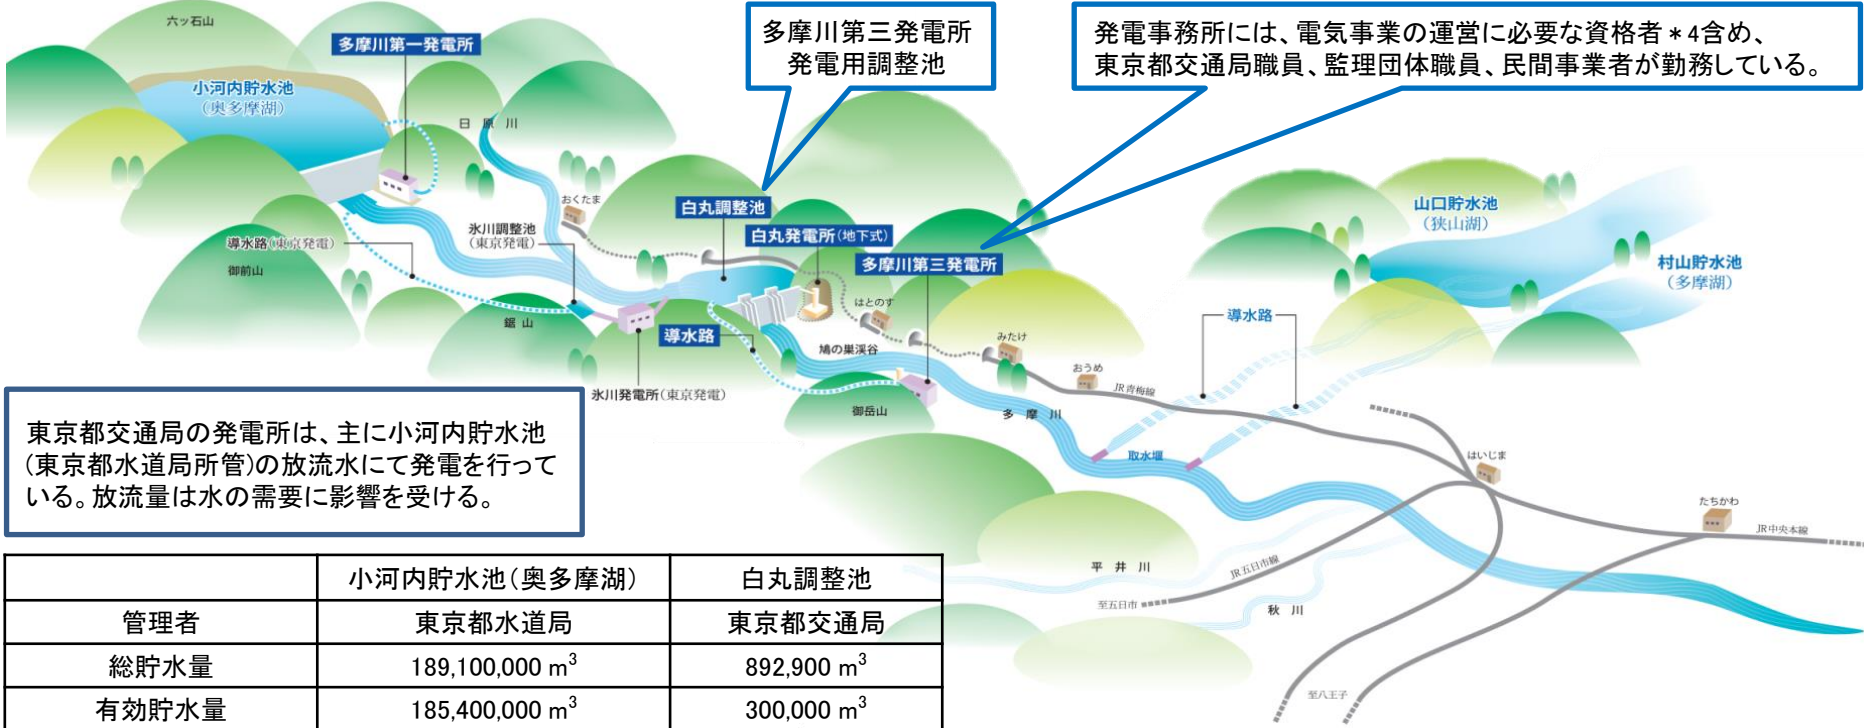 六ッ石山
多摩川第一発電所
小河内貯水池
(奥多摩湖)
日原川
多摩川第三発電所
発電用調整池
発電事務所には、電気事業の運営に必要な資格者＊4含め、
東京都交通局職員、監理団体職員、民間事業者が勤務している。
おくたま
白丸調整池
白丸発電所(地下式)
多摩川第三発電所
氷川調整池
(東京発電)
導水路(東京発電)
御前山
鋸山
導水路
はとのす
鳩の巣渓谷
みたけ
氷川発電所(東京発電)
御岳山
おうめ
JR青梅線
多摩川
山口貯水池
(狭山湖)
村山貯水池
(多摩湖)
導水路
取水堰
はいじま
たちかわ
JR中央本線
平井川
JR五日市線
至五日市
秋川
至八王子
東京都交通局の発電所は、主に小河内貯水池
(東京都水道局所管)の放流水にて発電を行って
いる。放流量は水の需要に影響を受ける。
小河内貯水池(奥多摩湖) 白丸調整池
管理者 東京都水道局 東京都交通局
総貯水量 189,100,000 m³ 892,900 m³
有効貯水量 185,400,000 m³ 300,000 m³